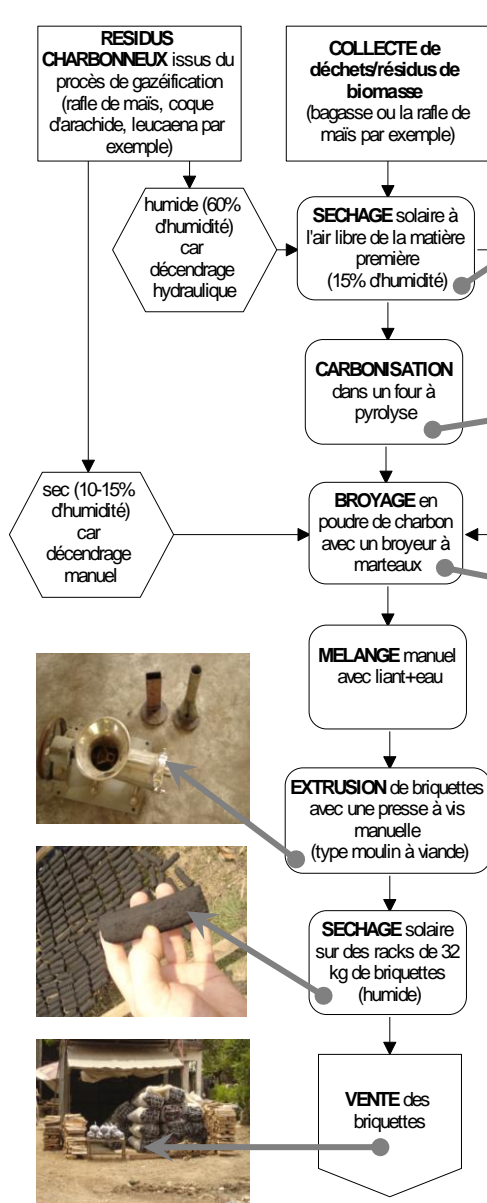 RESIDUS
CHARBONNEUX issus du
procès de gazéification
(rafle de maïs, coque
d'arachide, leucaena par
exemple)
COLLECTE de
déchets/résidus de
biomasse
(bagasse ou la rafle de
maïs par exemple)
humide (60%
d'humidité)
car
décendrage
hydraulique
SECHAGE solaire à
l'air libre de la matière
première
(15% d'humidité)
CARBONISATION
dans un four à
pyrolyse
sec (10-15%
d'humidité)
car
décendrage
manuel
BROYAGE en
poudre de charbon
avec un broyeur à
marteaux
MELANGE manuel
avec liant+eau
EXTRUSION de briquettes
avec une presse à vis
manuelle
(type moulin à viande)
SECHAGE solaire
sur des racks de 32
kg de briquettes
(humide)
VENTE des
briquettes